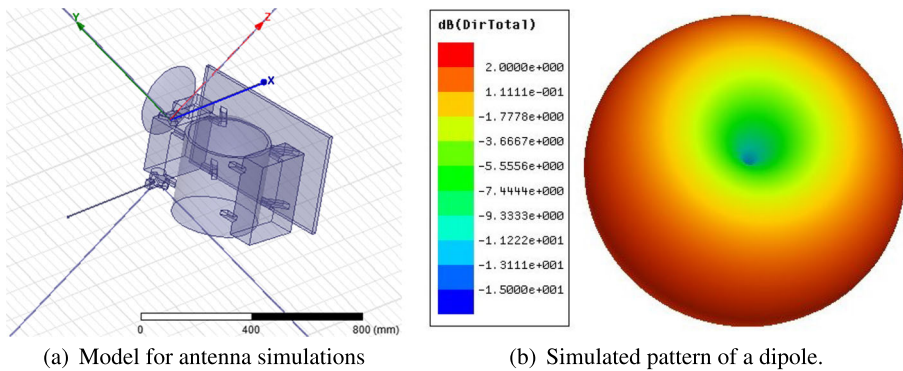 Y
Z
X
0
400
800 (mm)
(a) Model for antenna simulations
dB(DirTotal)
2.0000e+000
1.1111e-001
-1.7778e+000
-3.6667e+000
-5.5556e+000
-7.4444e+000
-9.3333e+000
-1.1222e+001
-1.3111e+001
-1.5000e+001
(b) Simulated pattern of a dipole.